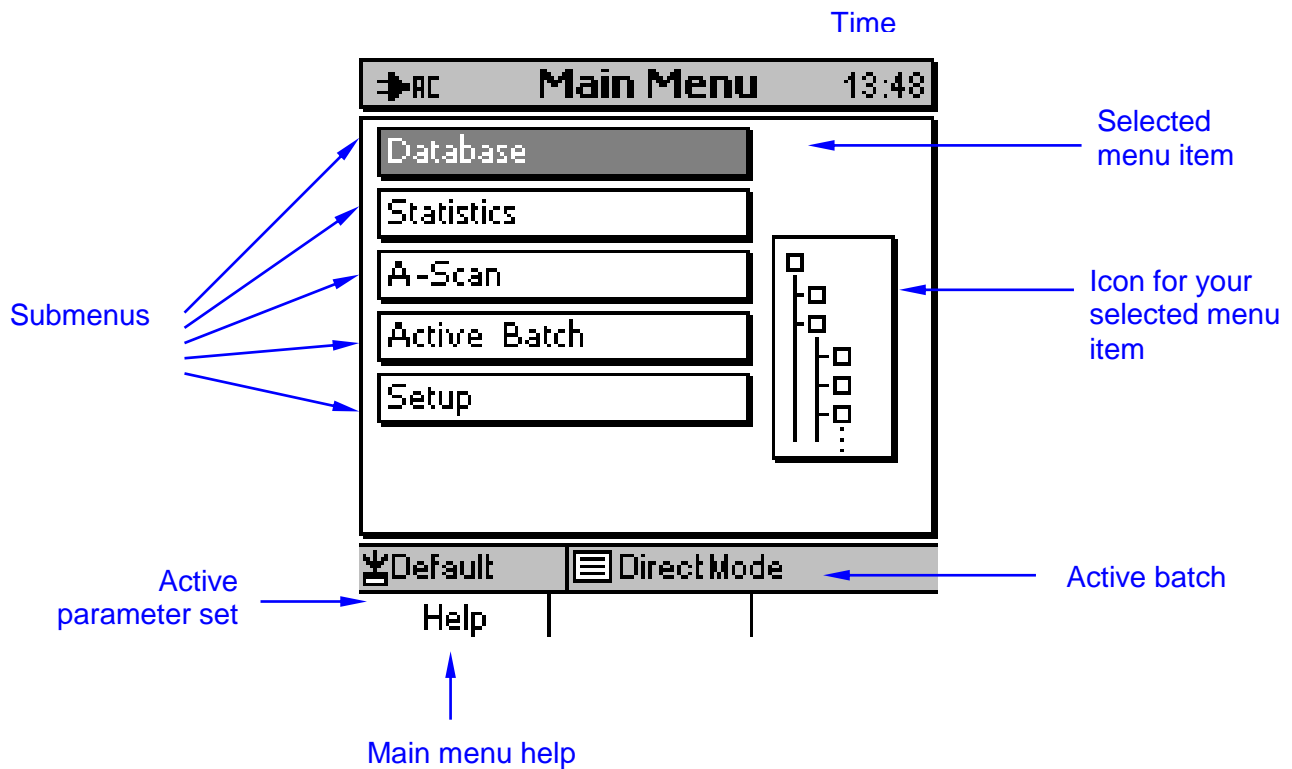 Time
AC Main Menu 13:48
Selected
menu item
Database
Statistics
A-Scan
Active Batch
Setup
Submenus
Icon for your
selected menu
item
Default DirectMode
Active batch
Active
parameter set
Help
Main menu help